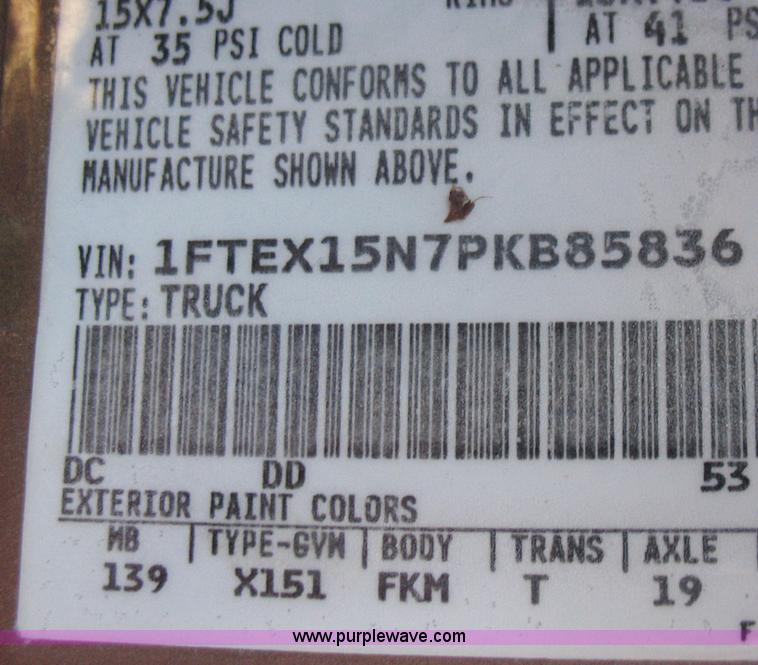 15X7.5J
AT 35 PSI COLD AT 41
THIS VEHICLE CONFORMS TO ALL APPLICABLE
VEHICLE SAFETY STANDARDS IN EFFECT ON
MANUFACTURE SHOWN ABOVE.
VIN: 1FTEX15N7PKB85836
TYPE: TRUCK
DC DD 53
EXTERIOR PAINT COLORS
WB TYPE-GVW BODY TRANS AXLE
139 X151 FKM T 19
F
www.purplewave.com